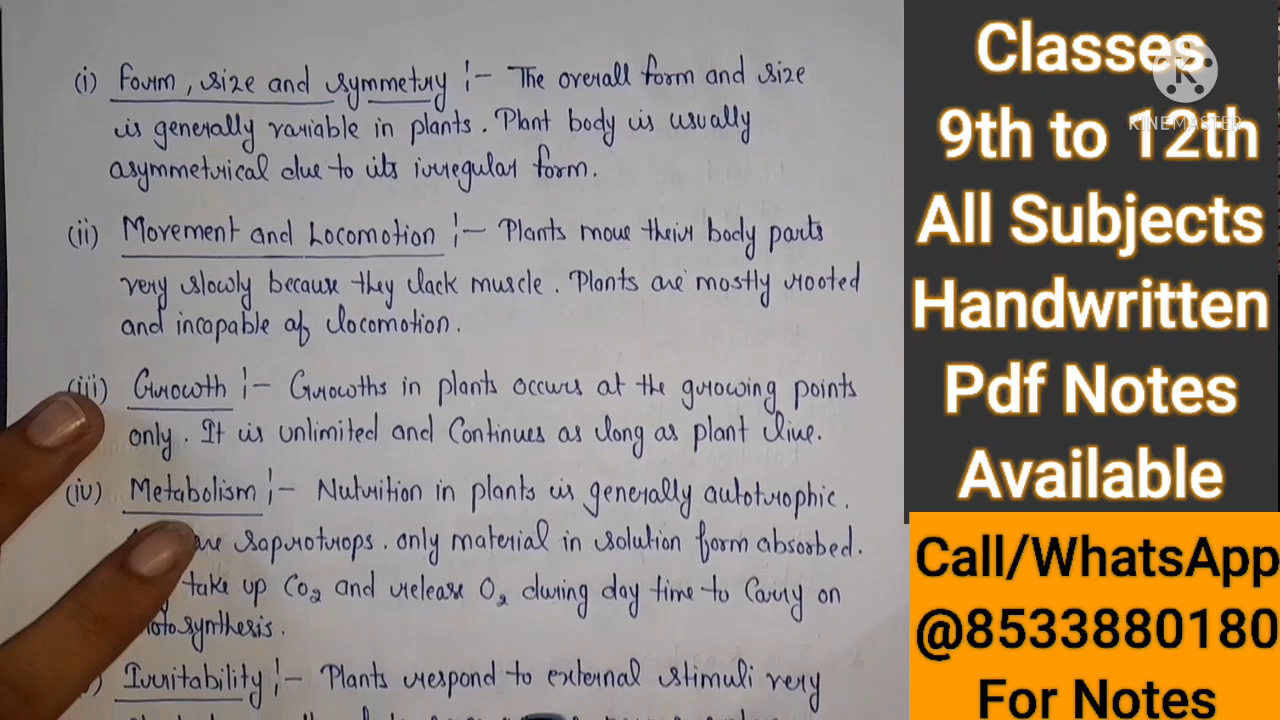 (i) Form, size and symmetry :- The overall form and size
is generally variable in plants. Plant body is usually
asymmetrical due to its irregular form.
(ii) Movement and Locomotion :- Plants move their body parts
very slowly because they lack muscle. Plants are mostly rooted
and incapable of locomotion.
(iii) Growth :- Growths in plants occurs at the growing points
only. It is unlimited and Continues as long as plant live.
(iv) Metabolism :- Nutrition in plants is generally autotrophic.
are saprotrops. only material in solution form absorbed.
take up CO2 and release O2 during day time to Carry on
photosynthesis.
Irritability :- Plants respond to external stimuli very
Classes
9th to 12th
All Subjects
Handwritten
Pdf Notes
Available
K
KINEMASTER
Call/WhatsApp
@8533880180
For Notes